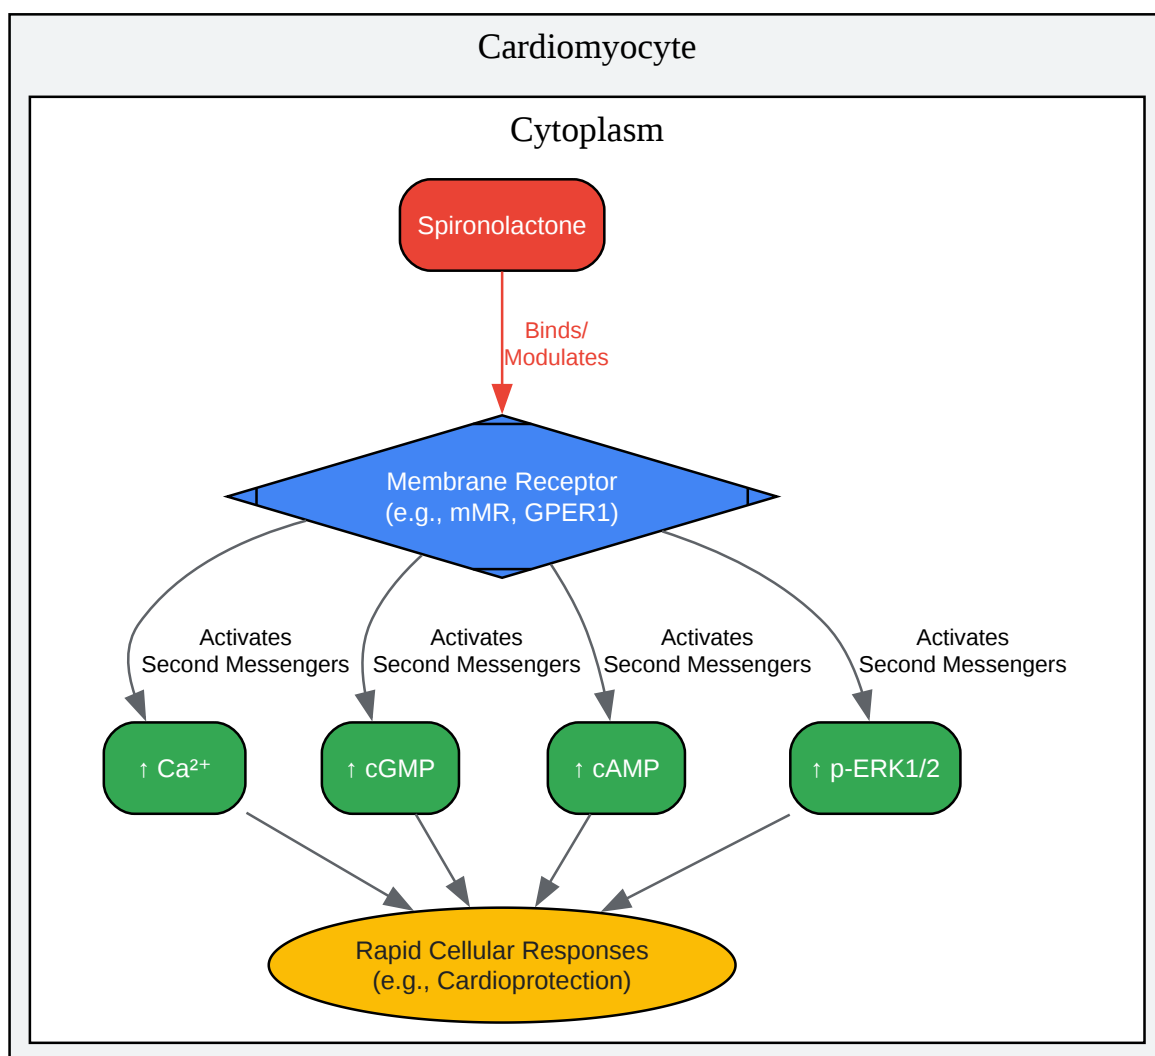 Cardiomyocyte
Cytoplasm
Spironolactone
Binds/
Modulates
Membrane Receptor
(e.g., mMR, GPER1)
Activates
Second Messengers
Activates
Second Messengers
Activates
Second Messengers
Activates
Second Messengers
↑ Ca²⁺
↑ cGMP
↑ cAMP
↑ p-ERK1/2
Rapid Cellular Responses
(e.g., Cardioprotection)